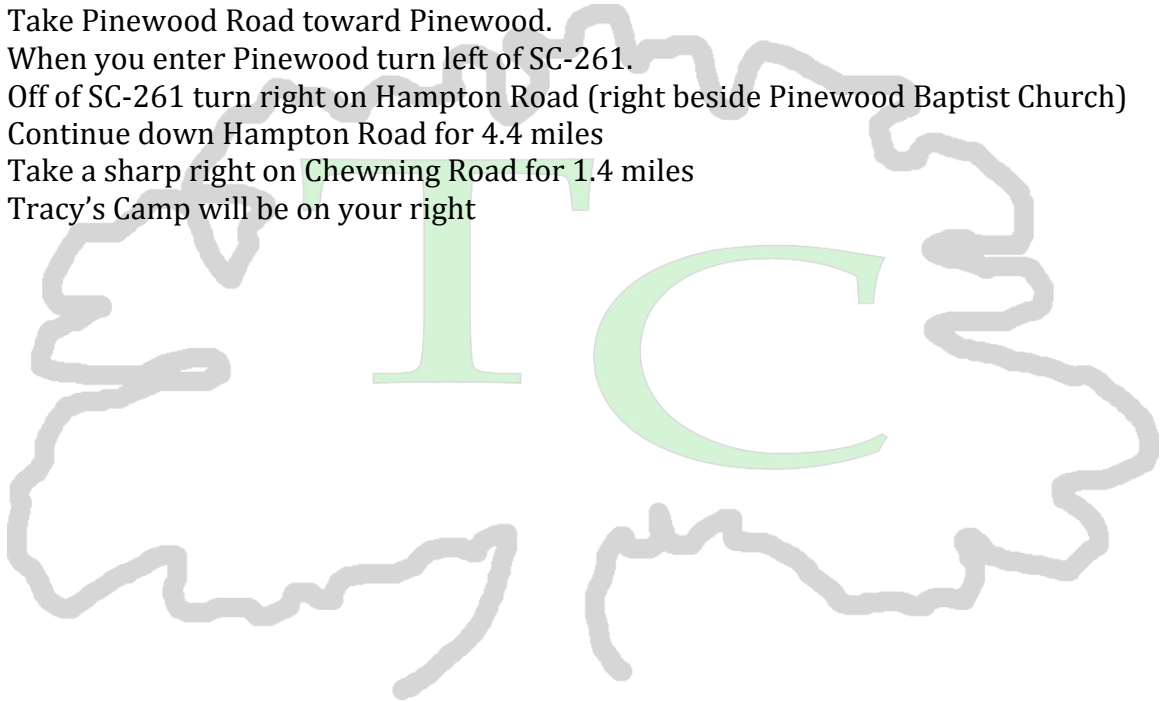 Take Pinewood Road toward Pinewood.
When you enter Pinewood turn left of SC-261.
Off of SC-261 turn right on Hampton Road (right beside Pinewood Baptist Church)
Continue down Hampton Road for 4.4 miles
Take a sharp right on Chewning Road for 1.4 miles
Tracy’s Camp will be on your right
TC